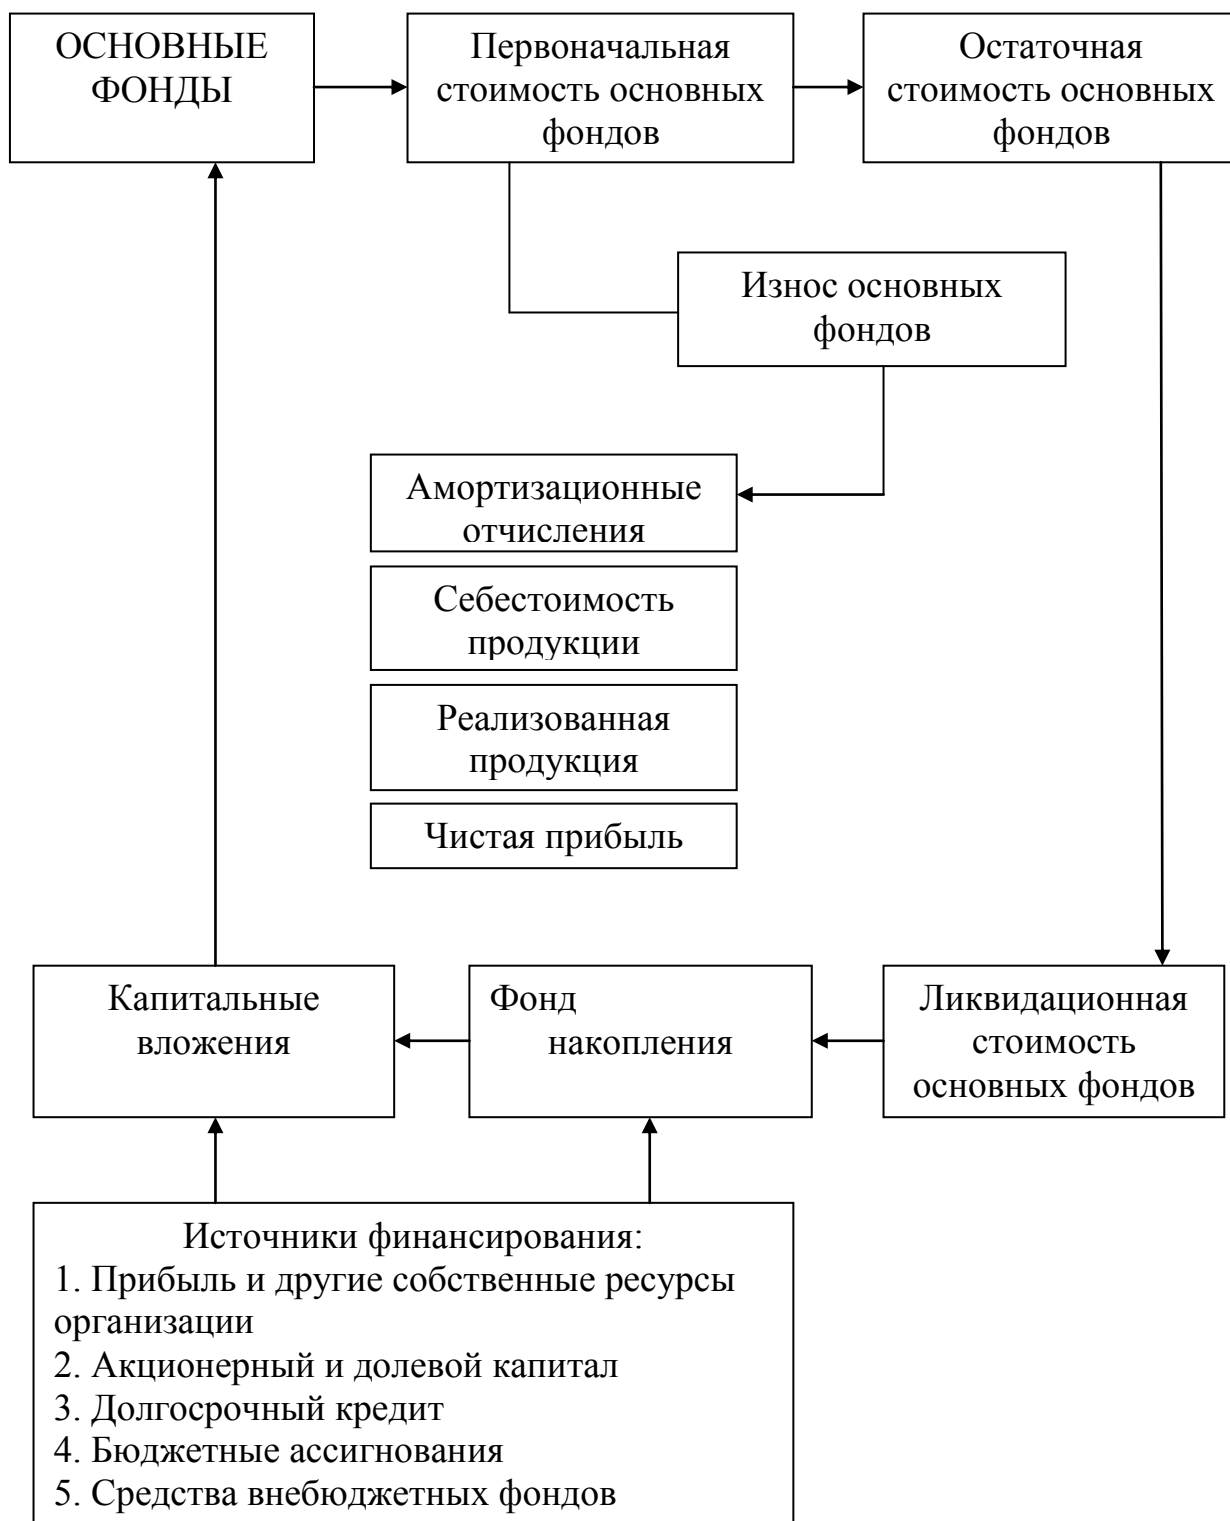 ОСНОВНЫЕ
ФОНДЫ
Первоначальная
стоимость основных
фондов
Остаточная
стоимость основных
фондов
Износ основных
фондов
Амортизационные
отчисления
Себестоимость
продукции
Реализованная
продукция
Чистая прибыль
Капитальные
вложения
Фонд
накопления
Ликвидационная
стоимость
основных фондов
Источники финансирования:
1. Прибыль и другие собственные ресурсы
организации
2. Акционерный и долевой капитал
3. Долгосрочный кредит
4. Бюджетные ассигнования
5. Средства внебюджетных фондов